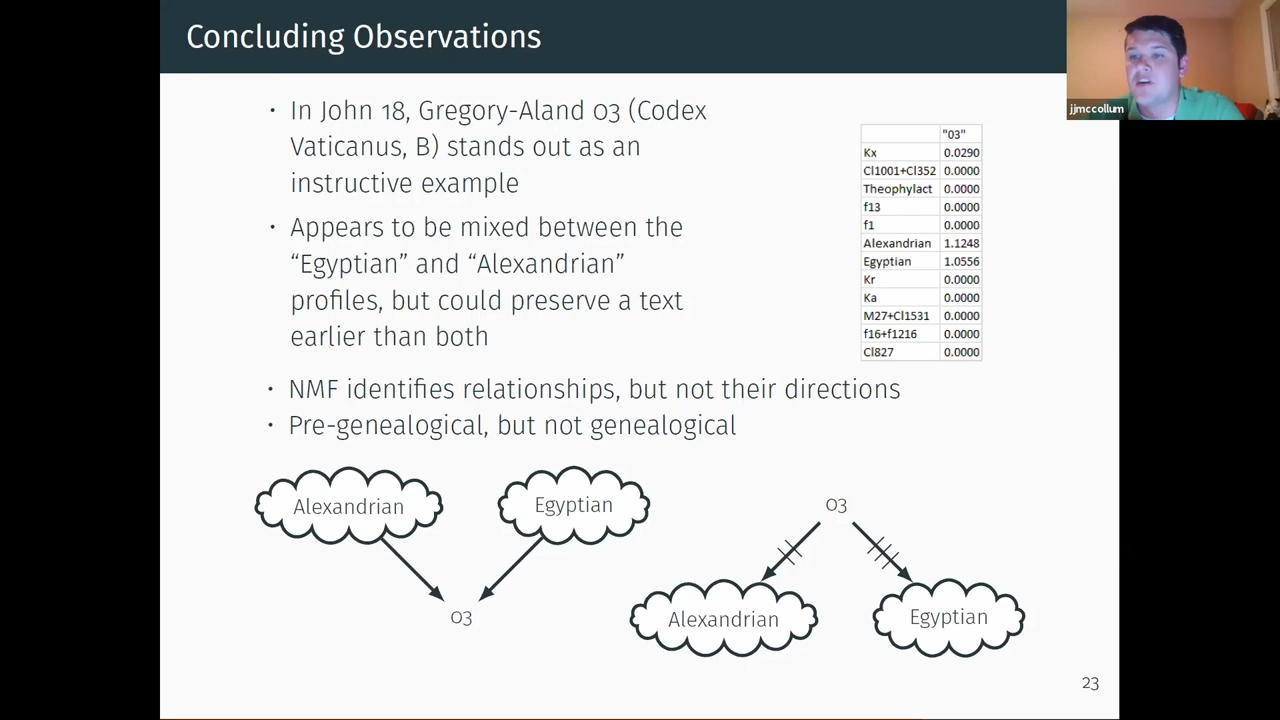 Concluding Observations
jjmccollum
· In John 18, Gregory-Aland 03 (Codex
Vaticanus, B) stands out as an
instructive example
· Appears to be mixed between the
“Egyptian” and “Alexandrian”
profiles, but could preserve a text
earlier than both
"03"
Kx 0.0290
Cl1001+Cl352 0.0000
Theophylact 0.0000
f13 0.0000
f1 0.0000
Alexandrian 1.1248
Egyptian 1.0556
Kr 0.0000
Ka 0.0000
M27+Cl1531 0.0000
f16+f1216 0.0000
Cl827 0.0000
· NMF identifies relationships, but not their directions
· Pre-genealogical, but not genealogical
Alexandrian
Egyptian
03
03
Alexandrian
Egyptian
23